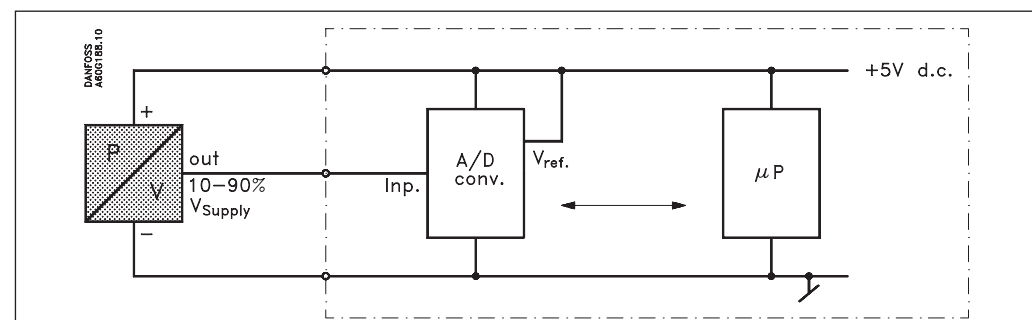 DANFOSS
A60G188.10
+5V d.c.
+
P
V
out
10–90%
VSupply
–
Inp.
A/D
conv.
Vref.
μP